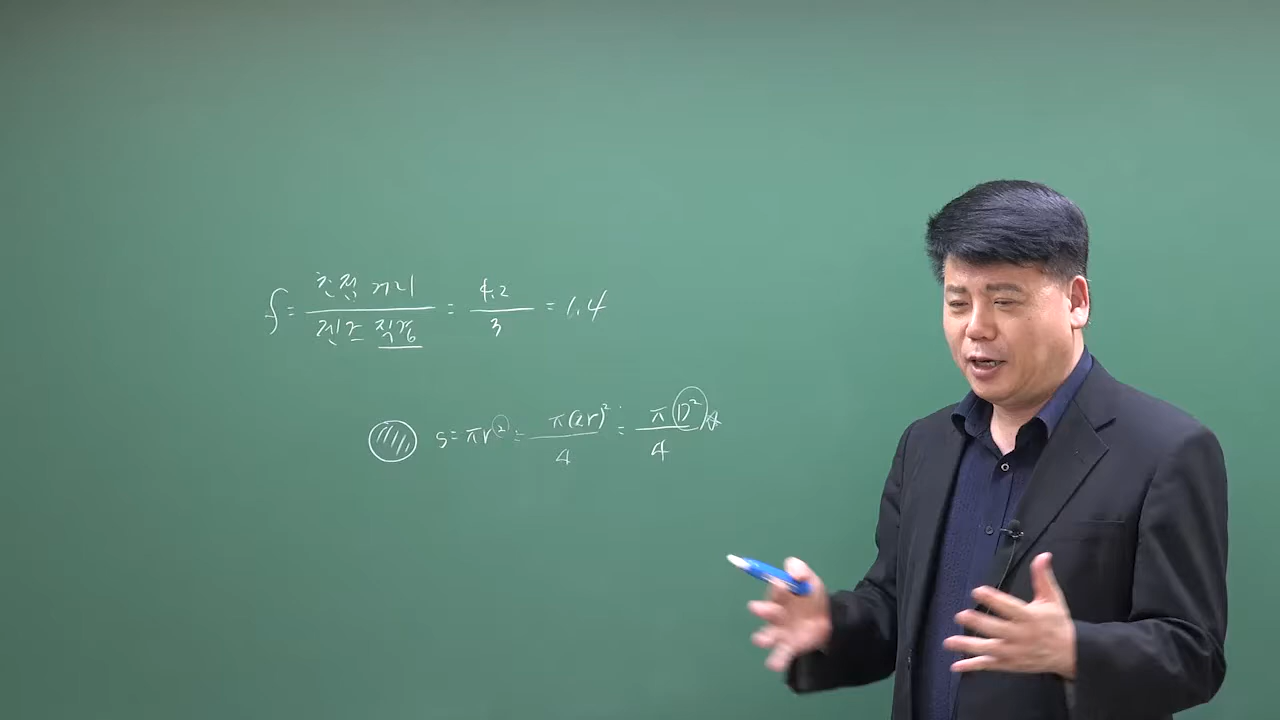 f = 초점 거리 / 렌즈 직경 = 4.2 / 3 = 1.4
S = πr² = π(2r)² / 4 = πD² / 4